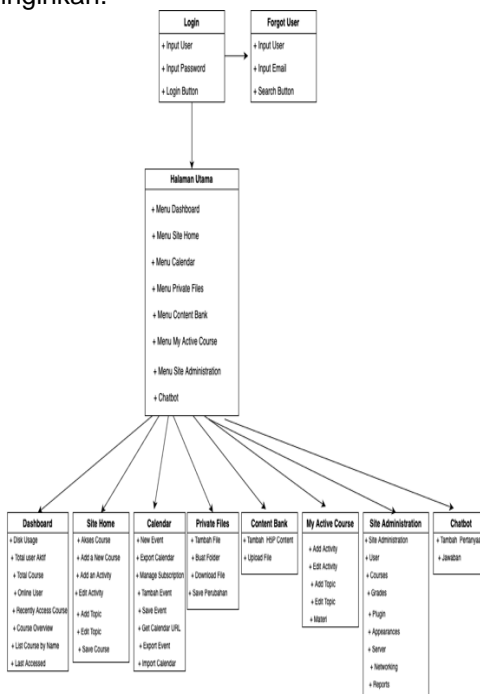 inginkan.
Login
+ Input User
+ Input Password
+ Login Button
Forgot User
+ Input User
+ Input Email
+ Search Button
Halaman Utama
+ Menu Dashboard
+ Menu Site Home
+ Menu Calendar
+ Menu Private Files
+ Menu Content Bank
+ Menu My Active Course
+ Menu Site Administration
+ Chatbot
Dashboard
+ Disk Usage
+ Total user Aktif
+ Total Course
+ Online User
+ Recently Access Course
+ Course Overview
+ List Course by Name
+ Last Accessed
Site Home
+ Akses Course
+ Add a New Course
+ Add an Activity
+ Edit Activity
+ Add Topic
+ Edit Topic
+ Save Course
Calendar
+ New Event
+ Export Calendar
+ Manage Subscription
+ Tambah Event
+ Save Event
+ Get Calendar URL
+ Export Event
+ Import Calendar
Private Files
+ Tambah File
+ Buat Folder
+ Download File
+ Save Perubahan
Content Bank
+ Tambah H5P Content
+ Upload File
My Active Course
+ Add Activity
+ Edit Activity
+ Add Topic
+ Edit Topic
+ Materi
Site Administration
+ Site Administration
+ User
+ Courses
+ Grades
+ Plugin
+ Appearances
+ Server
+ Networking
+ Reports
Chatbot
+ Tambah Pertanyaa
+ Jawaban